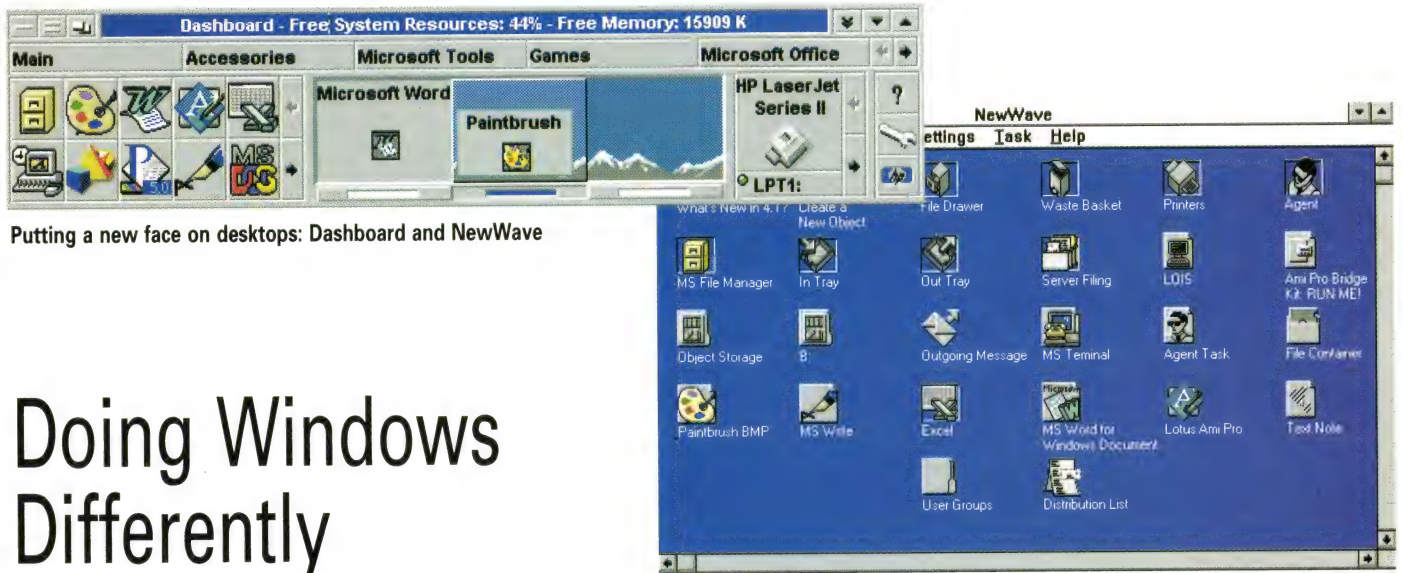 Dashboard - Free System Resources: 44% - Free Memory: 15909 K
Main Accessories Microsoft Tools Games Microsoft Office
Microsoft Word
Paintbrush
HP LaserJet
Series II
?
5.0
MS
DOS
LPT1:
Putting a new face on desktops: Dashboard and NewWave
Doing Windows
Differently
NewWave
ettings Task Help
What's New in 4.1? Create a
New Object
File Drawer Waste Basket Printers Agent
MS File Manager In Tray Out Tray Server Filing LOIS Ami Pro Bridge
Kit: RUN ME!
Object Storage B: Outgoing Message MS Teminal Agent Task File Container
Paintbrush BMP MS Write Excel MS Word for
Windows Document Lotus Ami Pro Text Note
User Groups Distribution List